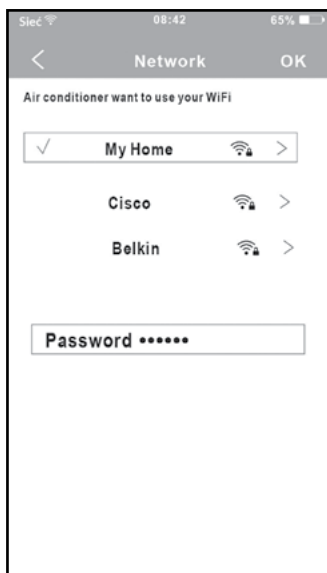 Sieć 08:42 65%
Network OK
Air conditioner want to use your WiFi
My Home
Cisco
Belkin
Password ••••••